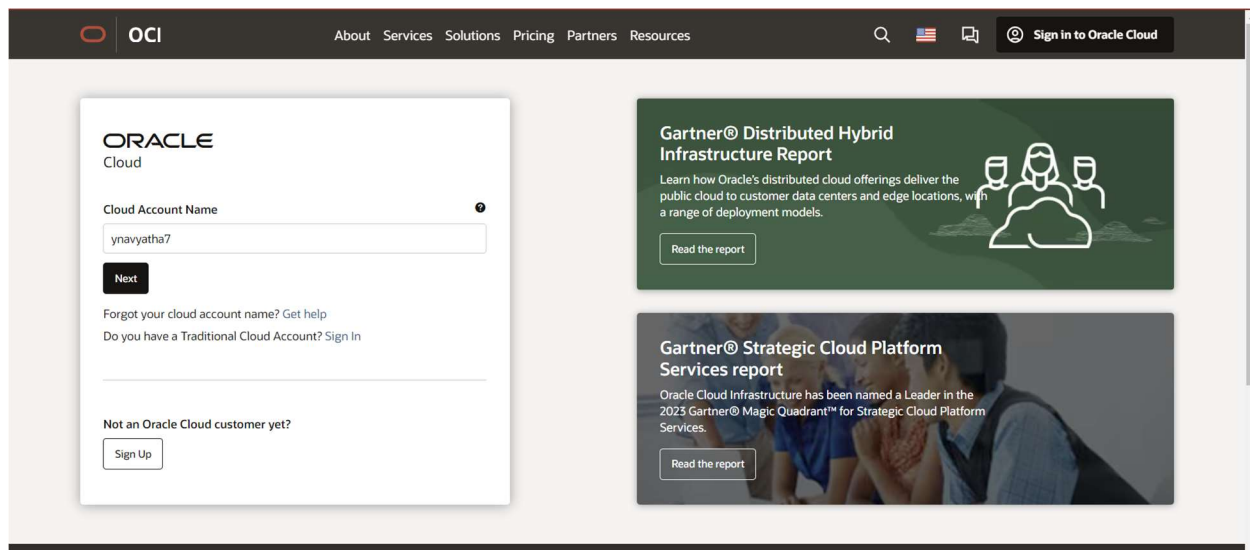 OCI
About Services Solutions Pricing Partners Resources
Sign in to Oracle Cloud
ORACLE
Cloud
Cloud Account Name
ynavyatha7
Next
Forgot your cloud account name? Get help
Do you have a Traditional Cloud Account? Sign In
Not an Oracle Cloud customer yet?
Sign Up
Gartner® Distributed Hybrid
Infrastructure Report
Learn how Oracle's distributed cloud offerings deliver the
public cloud to customer data centers and edge locations, with
a range of deployment models.
Read the report
Gartner® Strategic Cloud Platform
Services report
Oracle Cloud Infrastructure has been named a Leader in the
2023 Gartner® Magic Quadrant™ for Strategic Cloud Platform
Services.
Read the report